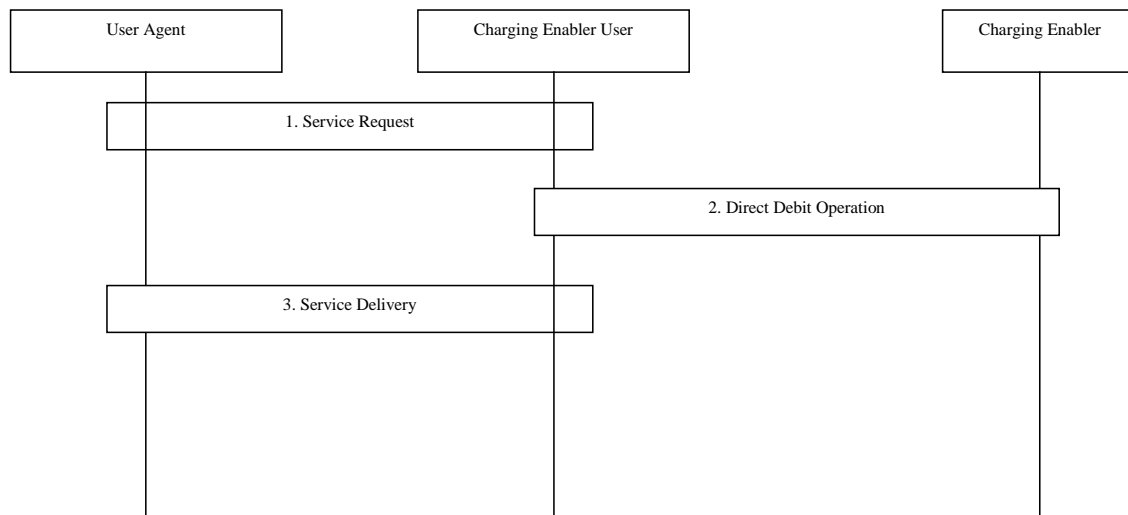 User Agent
Charging Enabler User
Charging Enabler
1. Service Request
2. Direct Debit Operation
3. Service Delivery